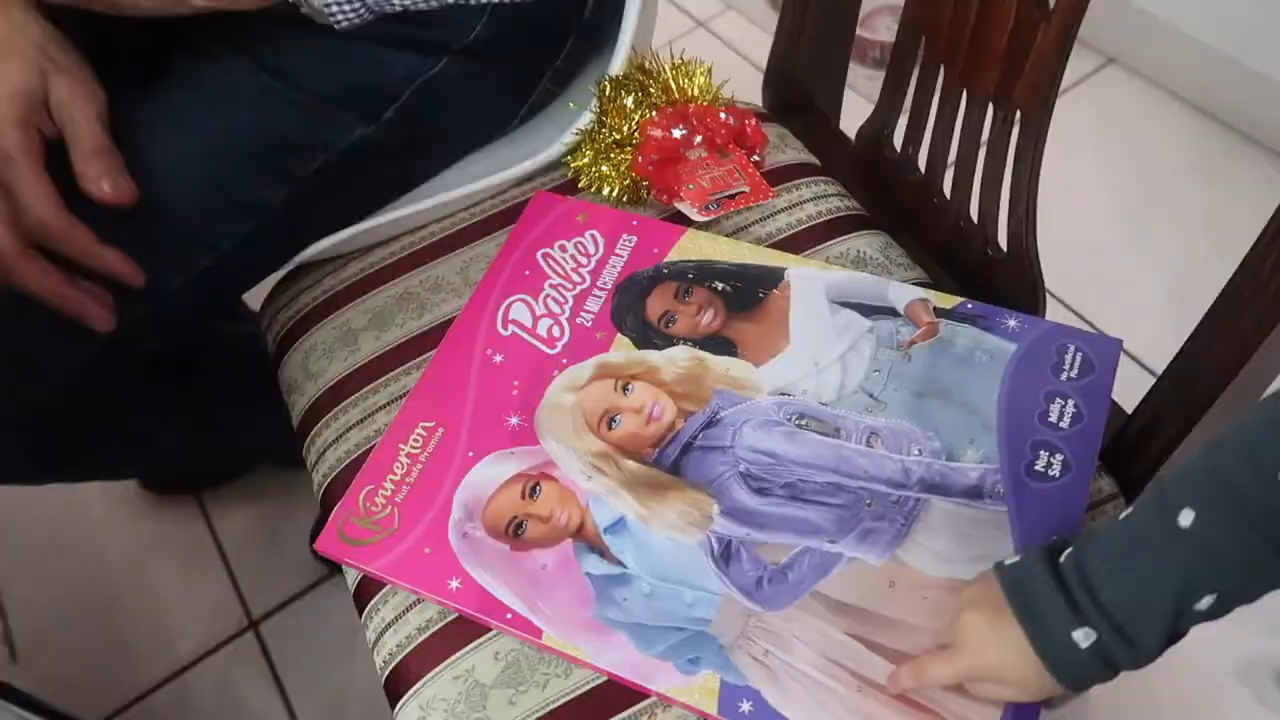 Barbie
24 MILK CHOCOLATES
Kinnerton
Nut Safe Promise
No Artificial
Flavours
Milky
Recipe
Nut
Safe